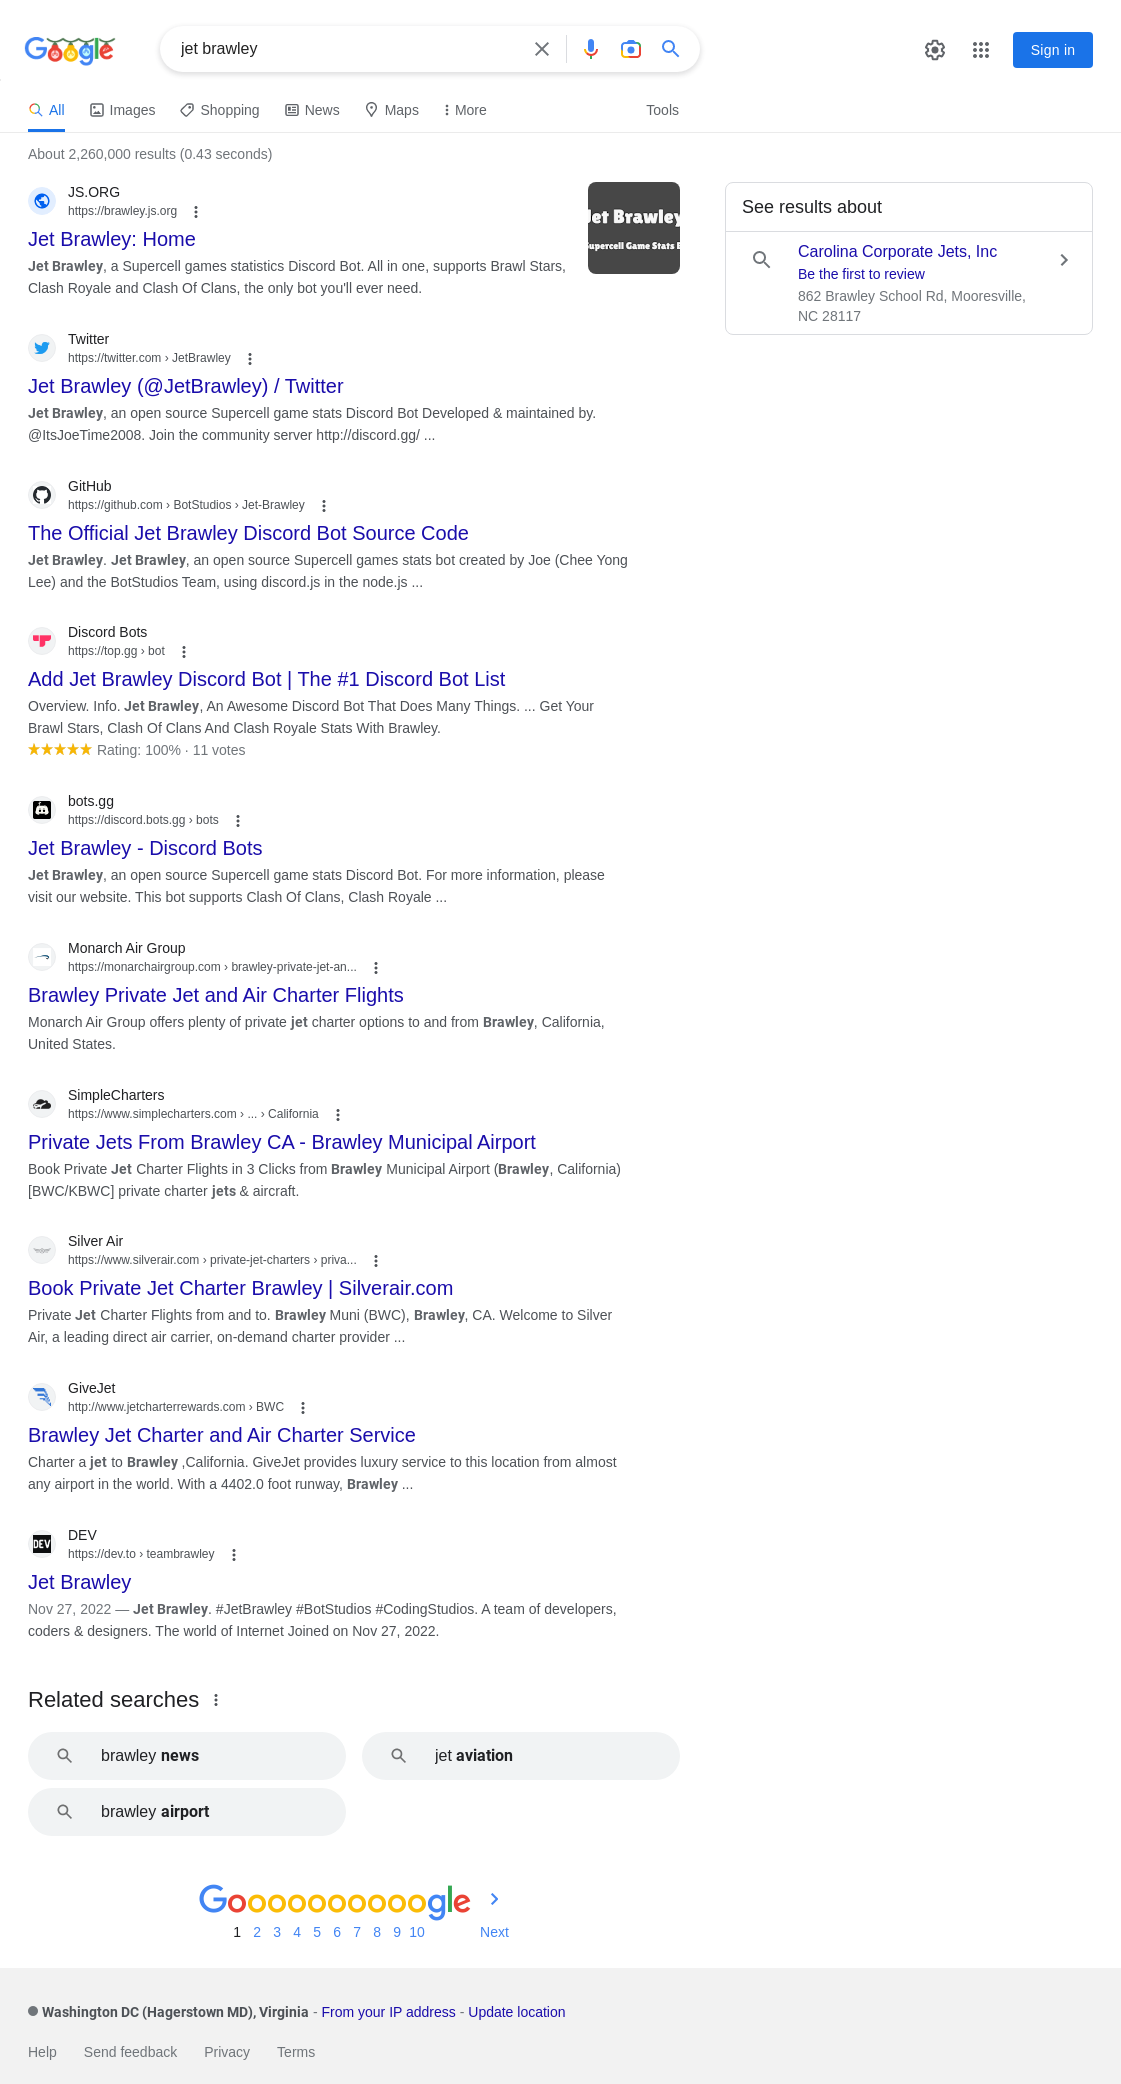 Google
jet brawley
Sign in
All
Images
Shopping
News
Maps
More
Tools
About 2,260,000 results (0.43 seconds)
JS.ORG
https://brawley.js.org
Jet Brawley: Home
Jet Brawley, a Supercell games statistics Discord Bot. All in one, supports Brawl Stars,
Clash Royale and Clash Of Clans, the only bot you'll ever need.
Jet Brawley
Supercell Game Stats
See results about
Carolina Corporate Jets, Inc
Be the first to review
862 Brawley School Rd, Mooresville,
NC 28117
Twitter
https://twitter.com › JetBrawley
Jet Brawley (@JetBrawley) / Twitter
Jet Brawley, an open source Supercell game stats Discord Bot Developed & maintained by.
@ItsJoeTime2008. Join the community server http://discord.gg/ ...
GitHub
https://github.com › BotStudios › Jet-Brawley
The Official Jet Brawley Discord Bot Source Code
Jet Brawley. Jet Brawley, an open source Supercell games stats bot created by Joe (Chee Yong
Lee) and the BotStudios Team, using discord.js in the node.js ...
Discord Bots
https://top.gg › bot
Add Jet Brawley Discord Bot | The #1 Discord Bot List
Overview. Info. Jet Brawley, An Awesome Discord Bot That Does Many Things. ... Get Your
Brawl Stars, Clash Of Clans And Clash Royale Stats With Brawley.
Rating: 100% · 11 votes
bots.gg
https://discord.bots.gg › bots
Jet Brawley - Discord Bots
Jet Brawley, an open source Supercell game stats Discord Bot. For more information, please
visit our website. This bot supports Clash Of Clans, Clash Royale ...
Monarch Air Group
https://monarchairgroup.com › brawley-private-jet-an...
Brawley Private Jet and Air Charter Flights
Monarch Air Group offers plenty of private jet charter options to and from Brawley, California,
United States.
SimpleCharters
https://www.simplecharters.com › ... › California
Private Jets From Brawley CA - Brawley Municipal Airport
Book Private Jet Charter Flights in 3 Clicks from Brawley Municipal Airport (Brawley, California)
[BWC/KBWC] private charter jets & aircraft.
Silver Air
https://www.silverair.com › private-jet-charters › priva...
Book Private Jet Charter Brawley | Silverair.com
Private Jet Charter Flights from and to. Brawley Muni (BWC), Brawley, CA. Welcome to Silver
Air, a leading direct air carrier, on-demand charter provider ...
GiveJet
http://www.jetcharterrewards.com › BWC
Brawley Jet Charter and Air Charter Service
Charter a jet to Brawley ,California. GiveJet provides luxury service to this location from almost
any airport in the world. With a 4402.0 foot runway, Brawley ...
DEV
DEV
https://dev.to › teambrawley
Jet Brawley
Nov 27, 2022 — Jet Brawley. #JetBrawley #BotStudios #CodingStudios. A team of developers,
coders & designers. The world of Internet Joined on Nov 27, 2022.
Related searches
brawley news
jet aviation
brawley airport
Goooooooooogle
1 2 3 4 5 6 7 8 9 10 Next
Washington DC (Hagerstown MD), Virginia - From your IP address - Update location
Help Send feedback Privacy Terms